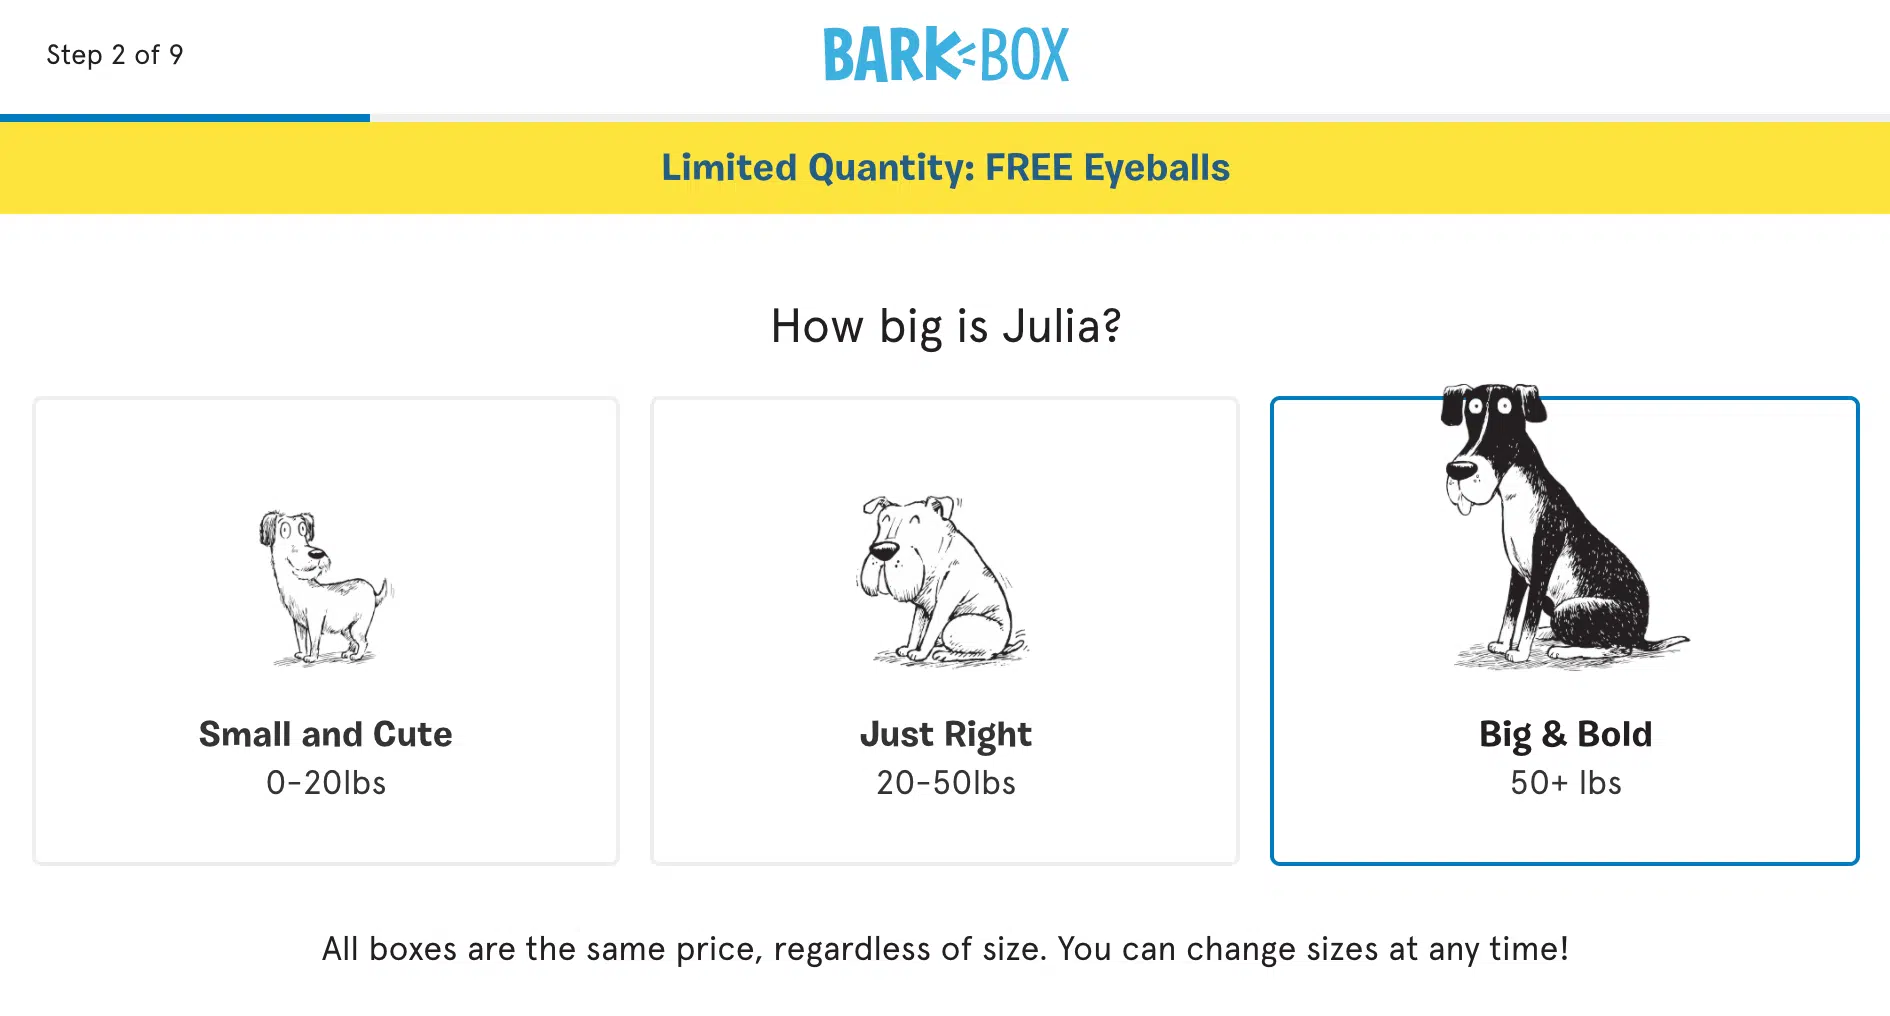 Step 2 of 9
BARK BOX
Limited Quantity: FREE Eyeballs
How big is Julia?
Small and Cute
0-20lbs
Just Right
20-50lbs
Big & Bold
50+ lbs
All boxes are the same price, regardless of size. You can change sizes at any time!